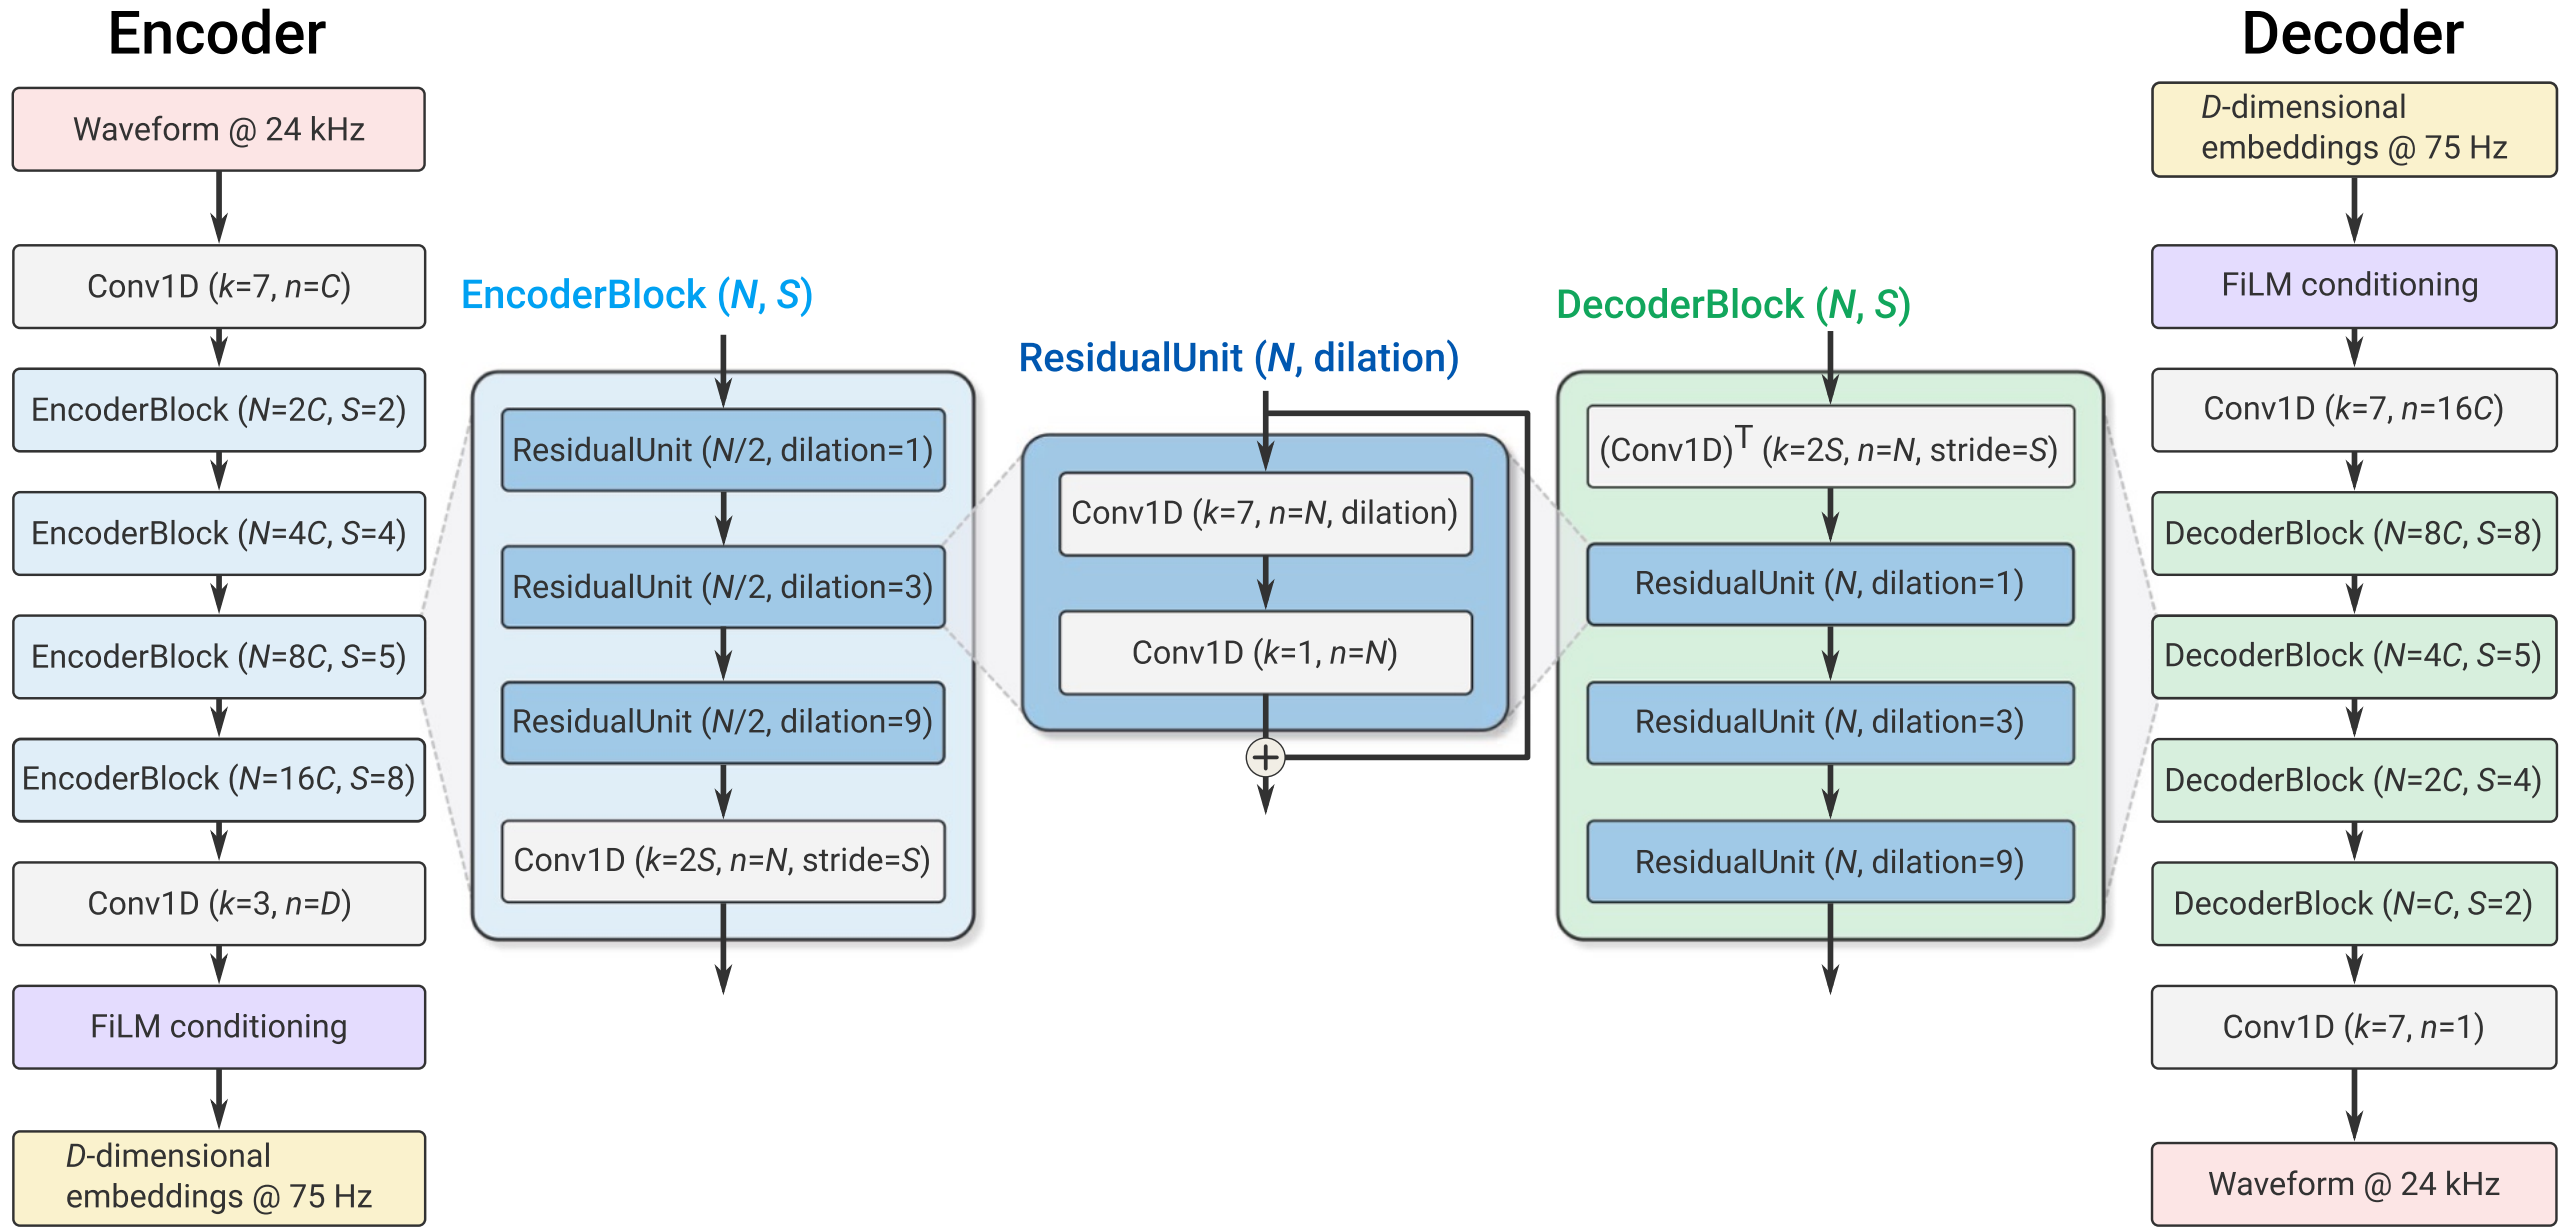 Encoder
Waveform @ 24 kHz
Conv1D (k=7, n=C)
EncoderBlock (N=2C, S=2)
EncoderBlock (N=4C, S=4)
EncoderBlock (N=8C, S=5)
EncoderBlock (N=16C, S=8)
Conv1D (k=3, n=D)
FiLM conditioning
D-dimensional
embeddings @ 75 Hz
EncoderBlock (N, S)
ResidualUnit (N/2, dilation=1)
ResidualUnit (N/2, dilation=3)
ResidualUnit (N/2, dilation=9)
Conv1D (k=2S, n=N, stride=S)
ResidualUnit (N, dilation)
Conv1D (k=7, n=N, dilation)
Conv1D (k=1, n=N)
+
DecoderBlock (N, S)
(Conv1D)ᵀ (k=2S, n=N, stride=S)
ResidualUnit (N, dilation=1)
ResidualUnit (N, dilation=3)
ResidualUnit (N, dilation=9)
Decoder
D-dimensional
embeddings @ 75 Hz
FiLM conditioning
Conv1D (k=7, n=16C)
DecoderBlock (N=8C, S=8)
DecoderBlock (N=4C, S=5)
DecoderBlock (N=2C, S=4)
DecoderBlock (N=C, S=2)
Conv1D (k=7, n=1)
Waveform @ 24 kHz